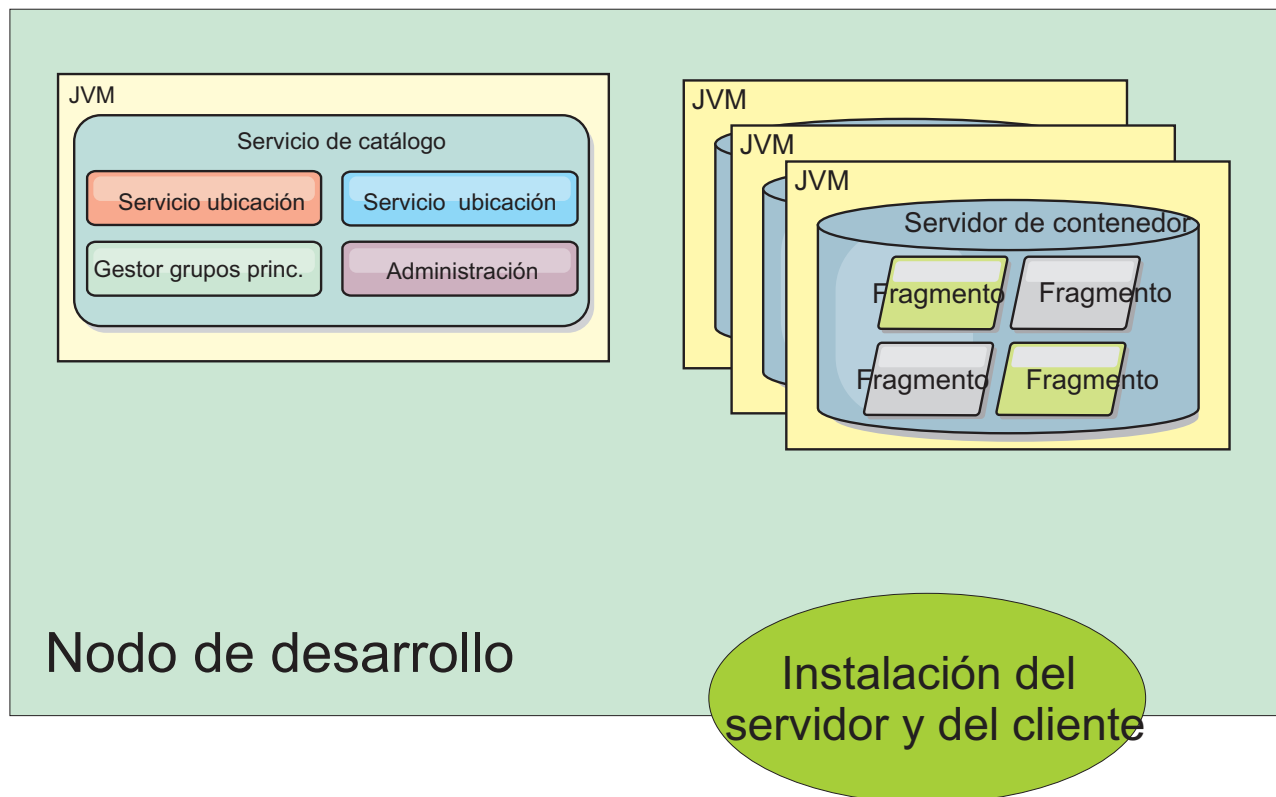 JVM
Servicio de catálogo
Servicio ubicación
Servicio ubicación
Gestor grupos princ.
Administración
JVM
JVM
JVM
Servidor de contenedor
Fragmento
Fragmento
Fragmento
Fragmento
Nodo de desarrollo
Instalación del
servidor y del cliente